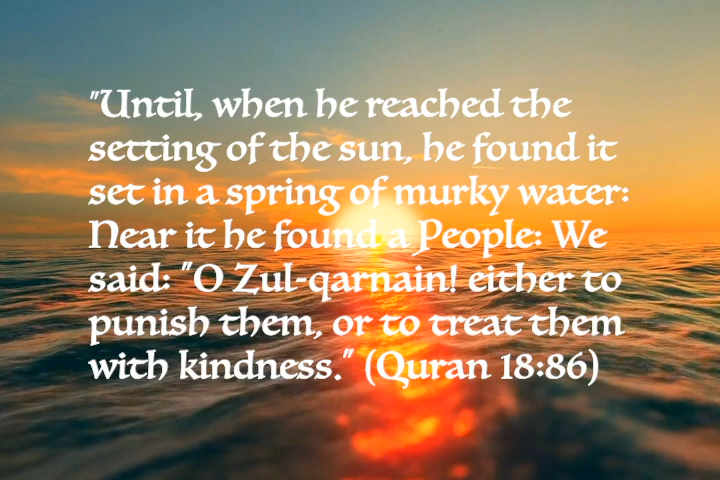 "Until, when he reached the
setting of the sun, he found it
set in a spring of murky water:
Near it he found a People: We
said: "O Zul-qarnain! either to
punish them, or to treat them
with kindness." (Quran 18:86)